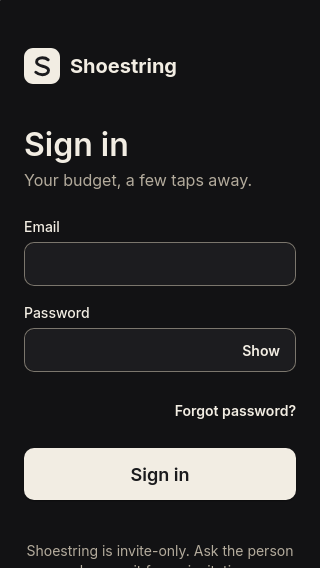 S Shoestring
Sign in
Your budget, a few taps away.
Email
Password
Show
Forgot password?
Sign in
Shoestring is invite-only. Ask the person